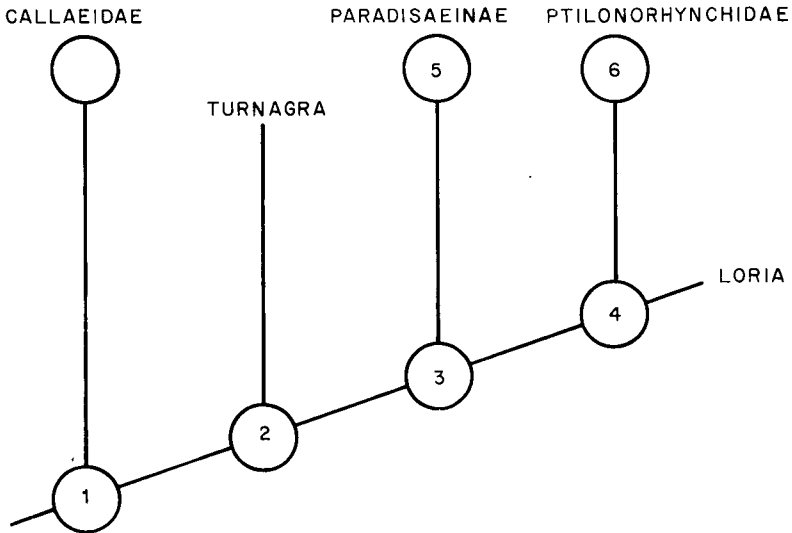 CALLAEIDAE
PARADISAEINAE
PTILONORHYNCHIDAE
5
6
TURNAGRA
LORIA
4
3
2
1